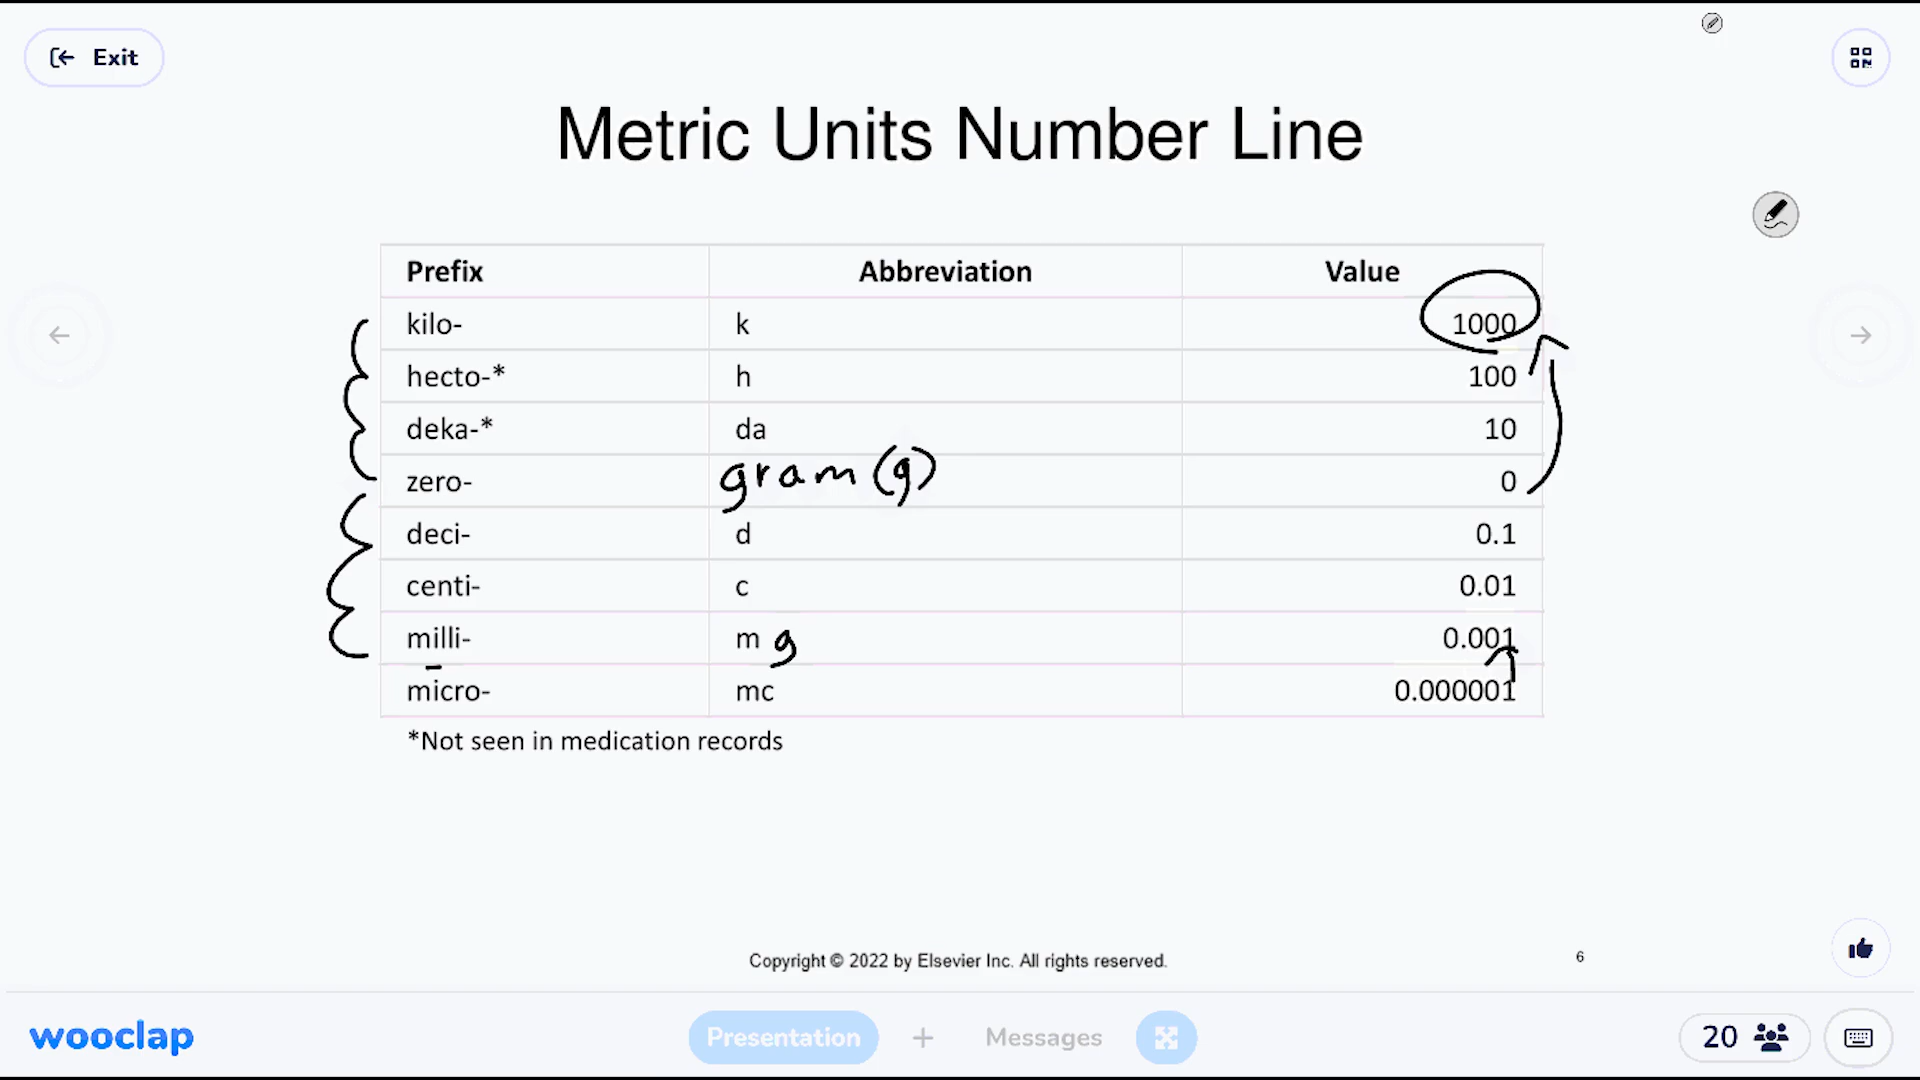 Exit
Metric Units Number Line
Prefix Abbreviation Value
kilo- k 1000
hecto-* h 100
deka-* da 10
zero- gram (g) 0
deci- d 0.1
centi- c 0.01
milli- m g 0.001
micro- mc 0.000001
*Not seen in medication records
Copyright © 2022 by Elsevier Inc. All rights reserved.
6
wooclap
Presentation + Messages
20